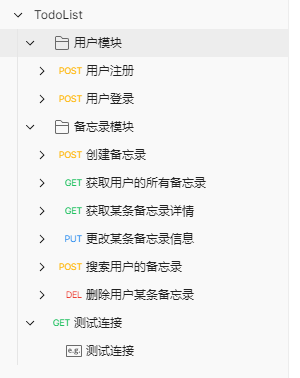 TodoList
用户模块
POST 用户注册
POST 用户登录
备忘录模块
POST 创建备忘录
GET 获取用户的所有备忘录
GET 获取某条备忘录详情
PUT 更改某条备忘录信息
POST 搜索用户的备忘录
DEL 删除用户某条备忘录
GET 测试连接
e.g. 测试连接